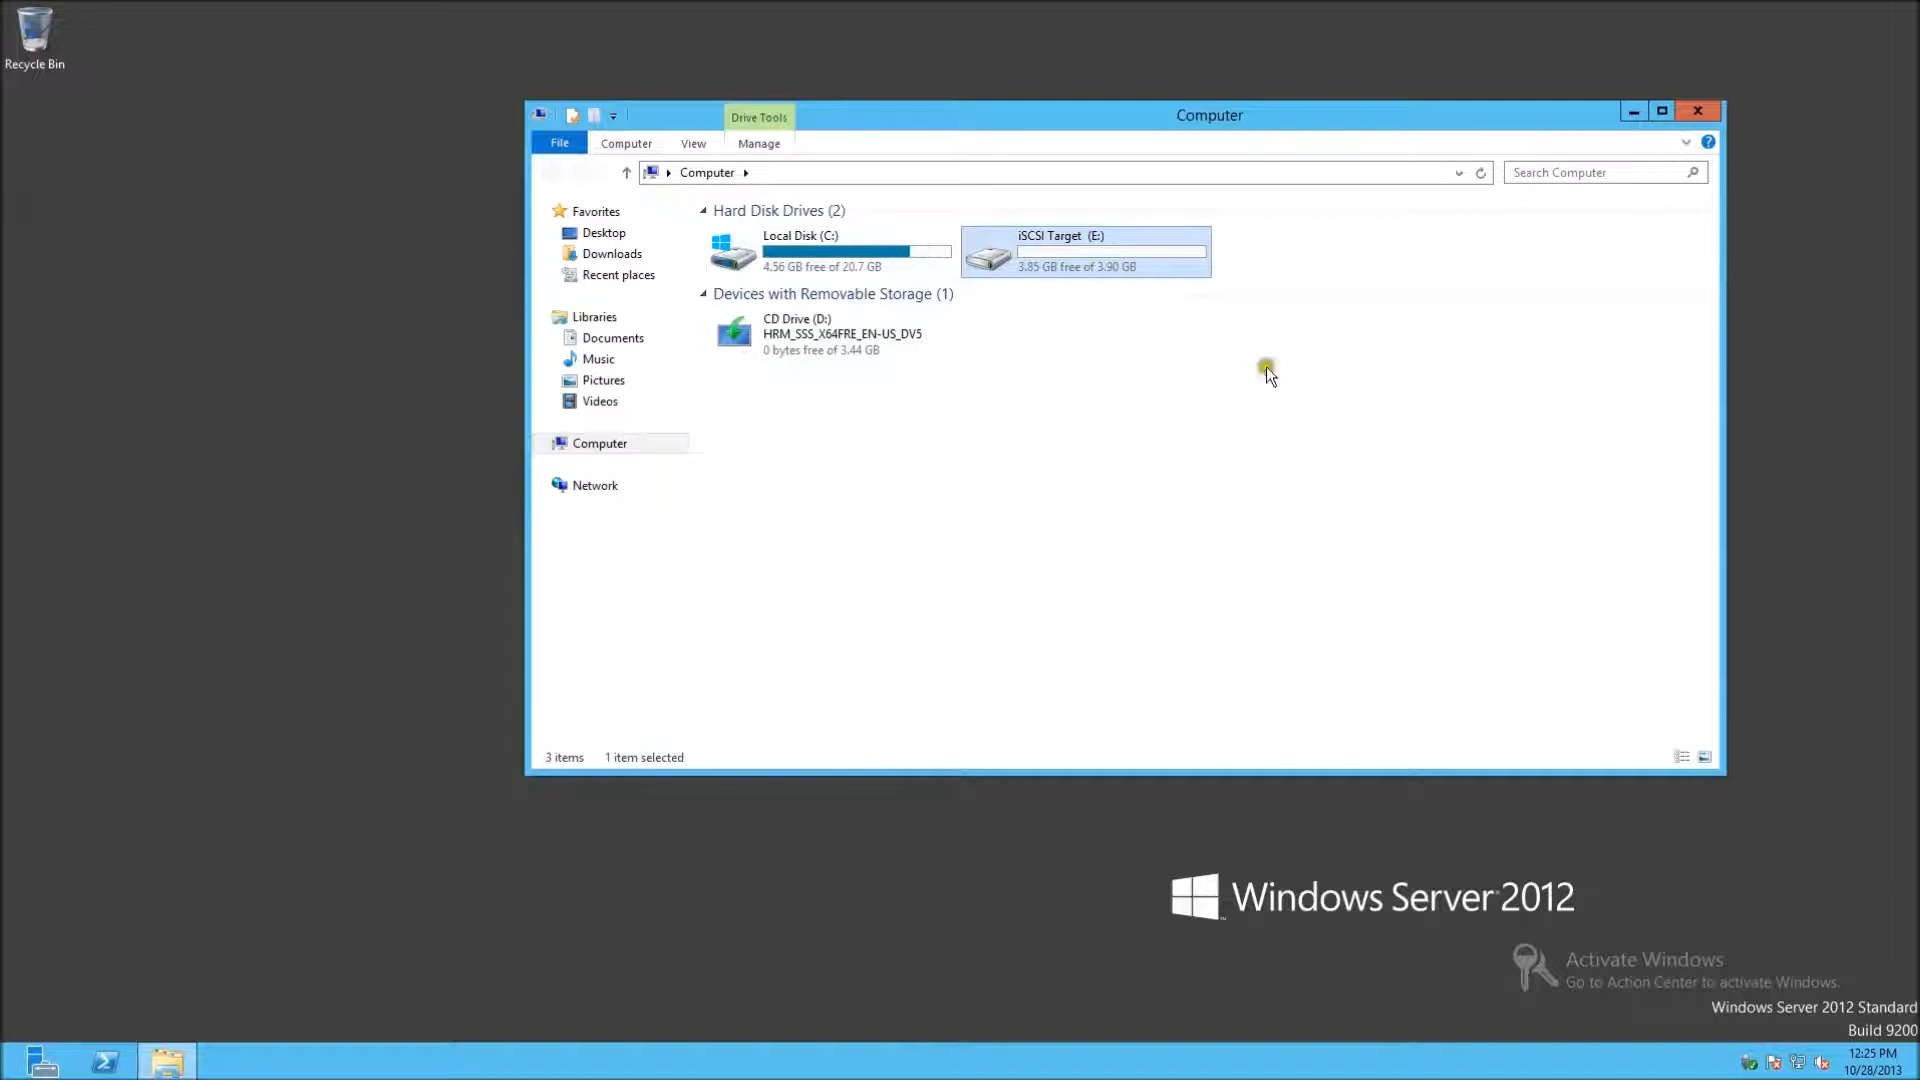 Recycle Bin
Drive Tools
Computer
File
Computer
View
Manage
Computer
Search Computer
Favorites
Desktop
Downloads
Recent places
Libraries
Documents
Music
Pictures
Videos
Computer
Network
Hard Disk Drives (2)
Local Disk (C:)
4.56 GB free of 20.7 GB
iSCSI Target (E:)
3.85 GB free of 3.90 GB
Devices with Removable Storage (1)
CD Drive (D:)
HRM_SSS_X64FRE_EN-US_DV5
0 bytes free of 3.44 GB
3 items
1 item selected
Windows Server 2012
Activate Windows
Go to Action Center to activate Windows.
Windows Server 2012 Standard
Build 9200
12:25 PM
10/28/2013